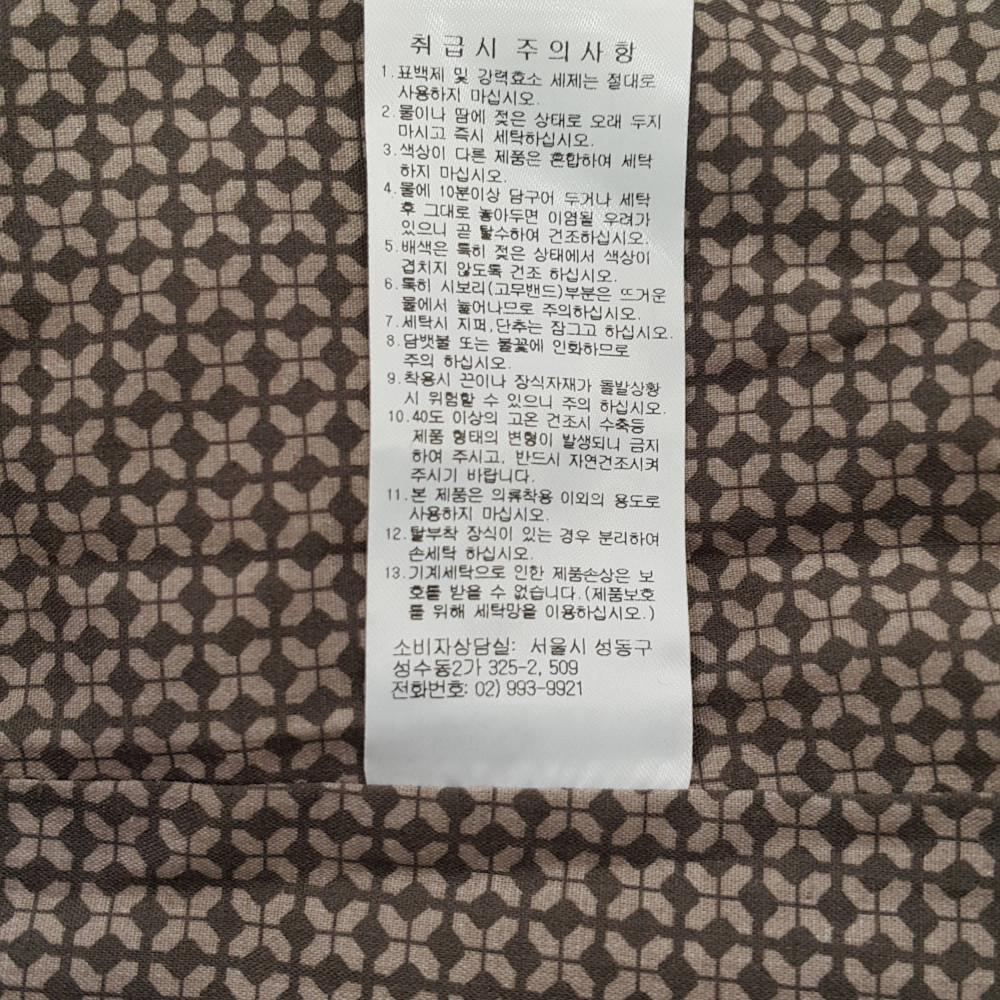 취급시 주의사항
1.표백제 및 강력효소 세제는 절대로
사용하지 마십시오.
2.물이나 땀에 젖은 상태로 오래 두지
마시고 즉시 세탁하십시오.
3.색상이 다른 제품은 혼합하여 세탁
하지 마십시오.
4.물에 10분이상 담구어 두거나 세탁
후 그대로 놓아두면 이염될 우려가
있으니 곧 탈수하여 건조하십시오.
5.배색은 특히 젖은 상태에서 색상이
겹치지 않도록 건조 하십시오.
6.특히 시보리(고무밴드)부분은 뜨거운
물에서 늘어나므로 주의하십시오.
7.세탁시 지퍼,단추는 잠그고 하십시오.
8.담뱃불 또는 불꽃에 인화하므로
주의 하십시오.
9.착용시 끈이나 장식자재가 돌발상황
시 위험할 수 있으니 주의 하십시오.
10.40도 이상의 고온 건조시 수축등
제품 형태의 변형이 발생되니 금지
하여 주시고, 반드시 자연건조시켜
주시기 바랍니다.
11.본 제품은 의류착용 이외의 용도로
사용하지 마십시오.
12.탈부착 장식이 있는 경우 분리하여
손세탁 하십시오.
13.기계세탁으로 인한 제품손상은 보
호를 받을 수 없습니다.(제품보호
를 위해 세탁망을 이용하십시오.)
소비자상담실: 서울시 성동구
성수동2가 325-2, 509
전화번호: 02) 993-9921